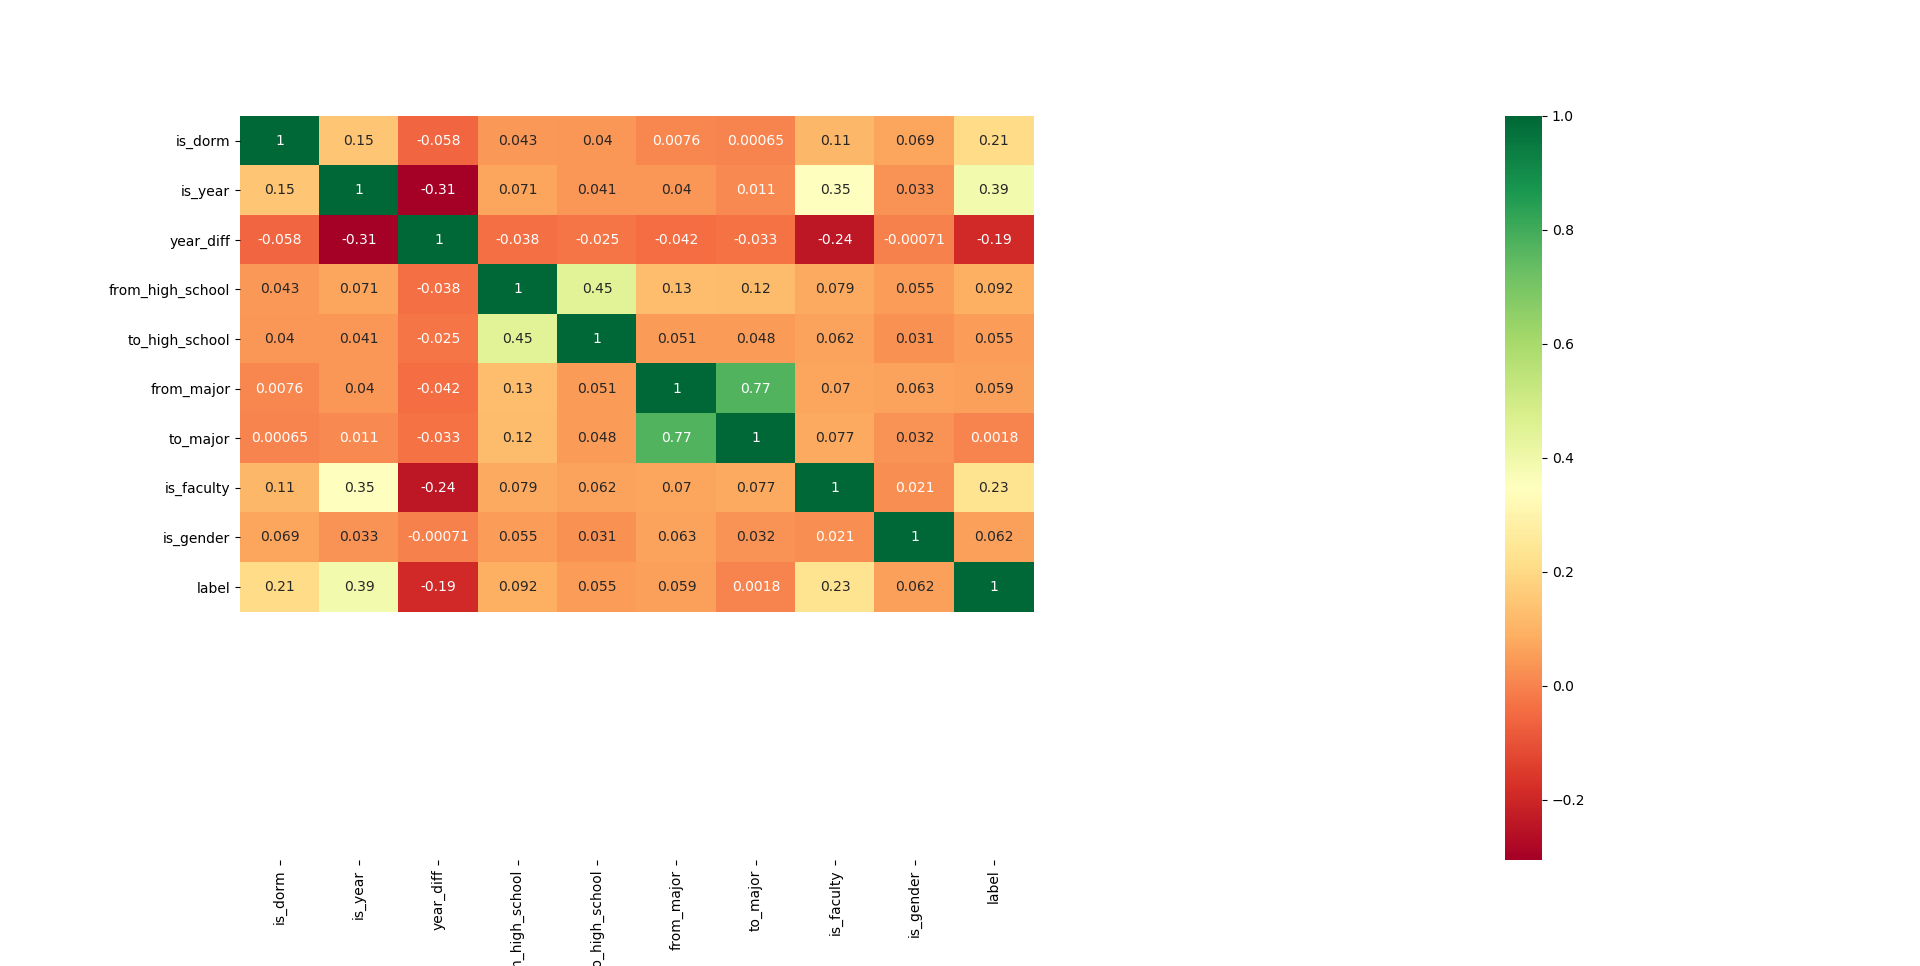 is_dorm 1 0.15 -0.058 0.043 0.04 0.0076 0.00065 0.11 0.069 0.21
is_year 0.15 1 -0.31 0.071 0.041 0.04 0.011 0.35 0.033 0.39
year_diff -0.058 -0.31 1 -0.038 -0.025 -0.042 -0.033 -0.24 -0.00071 -0.19
from_high_school 0.043 0.071 -0.038 1 0.45 0.13 0.12 0.079 0.055 0.092
to_high_school 0.04 0.041 -0.025 0.45 1 0.051 0.048 0.062 0.031 0.055
from_major 0.0076 0.04 -0.042 0.13 0.051 1 0.77 0.07 0.063 0.059
to_major 0.00065 0.011 -0.033 0.12 0.048 0.77 1 0.077 0.032 0.0018
is_faculty 0.11 0.35 -0.24 0.079 0.062 0.07 0.077 1 0.021 0.23
is_gender 0.069 0.033 -0.00071 0.055 0.031 0.063 0.032 0.021 1 0.062
label 0.21 0.39 -0.19 0.092 0.055 0.059 0.0018 0.23 0.062 1
is_dorm
is_year
year_diff
_high_school
_high_school
from_major
to_major
is_faculty
is_gender
label
1.0
0.8
0.6
0.4
0.2
0.0
−0.2